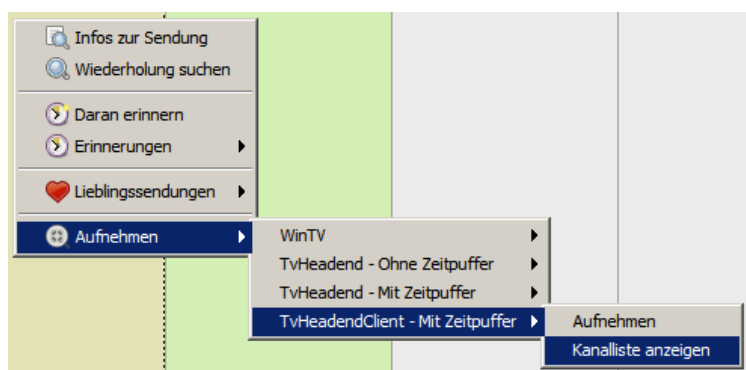 Infos zur Sendung
Wiederholung suchen
Daran erinnern
Erinnerungen
Lieblingssendungen
Aufnehmen
WinTV
TvHeadend - Ohne Zeitpuffer
TvHeadend - Mit Zeitpuffer
TvHeadendClient - Mit Zeitpuffer
Aufnehmen
Kanalliste anzeigen